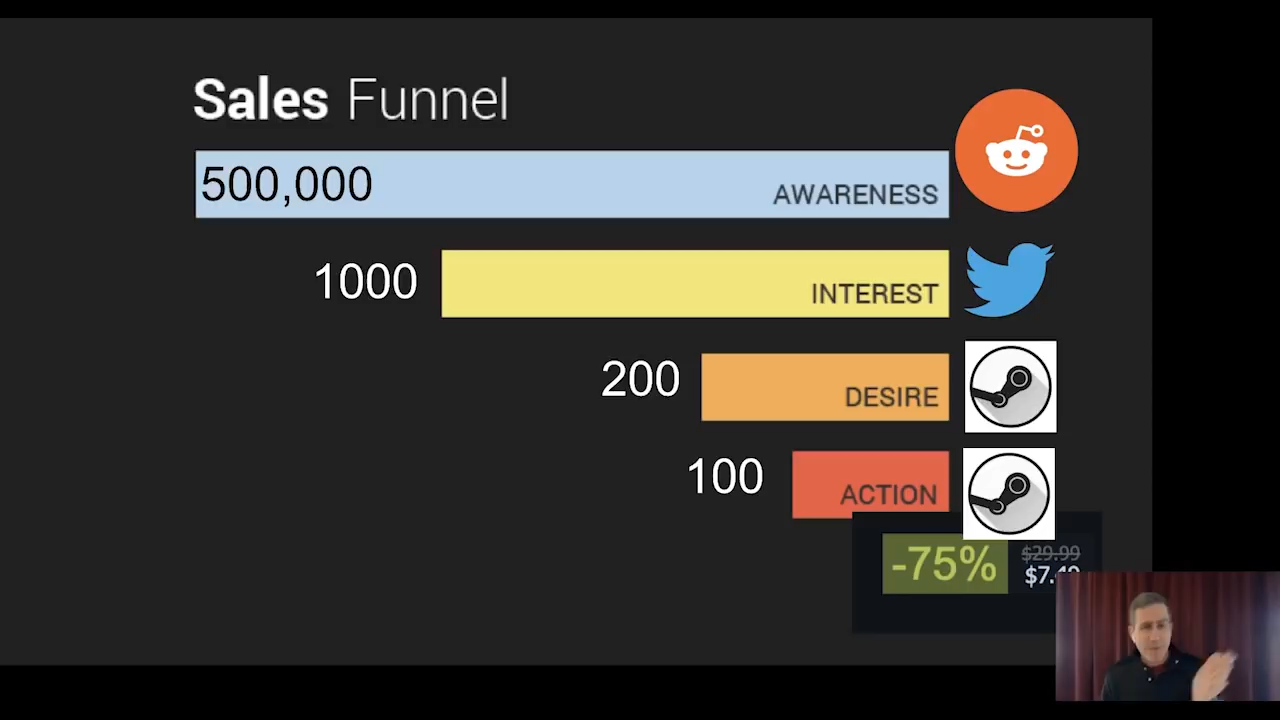 Sales Funnel
500,000 AWARENESS
1000 INTEREST
200 DESIRE
100 ACTION
-75% $29.99